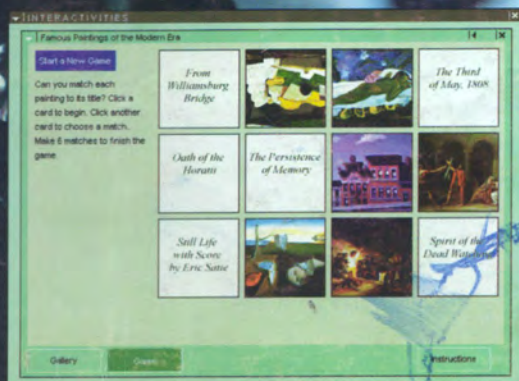 INTERACTIVITIES
Famous Paintings of the Modern Era
Start a New Game
Can you match each
painting to its title? Click a
card to begin. Click another
card to choose a match.
Make 6 matches to finish the
game.
From
Williamsburg
Bridge
The Third
of May, 1808
Oath of the
Horatii
The Persistence
of Memory
Still Life
with Score
by Eric Satie
Spirit of the
Dead Watching
Gallery
Game
Instructions